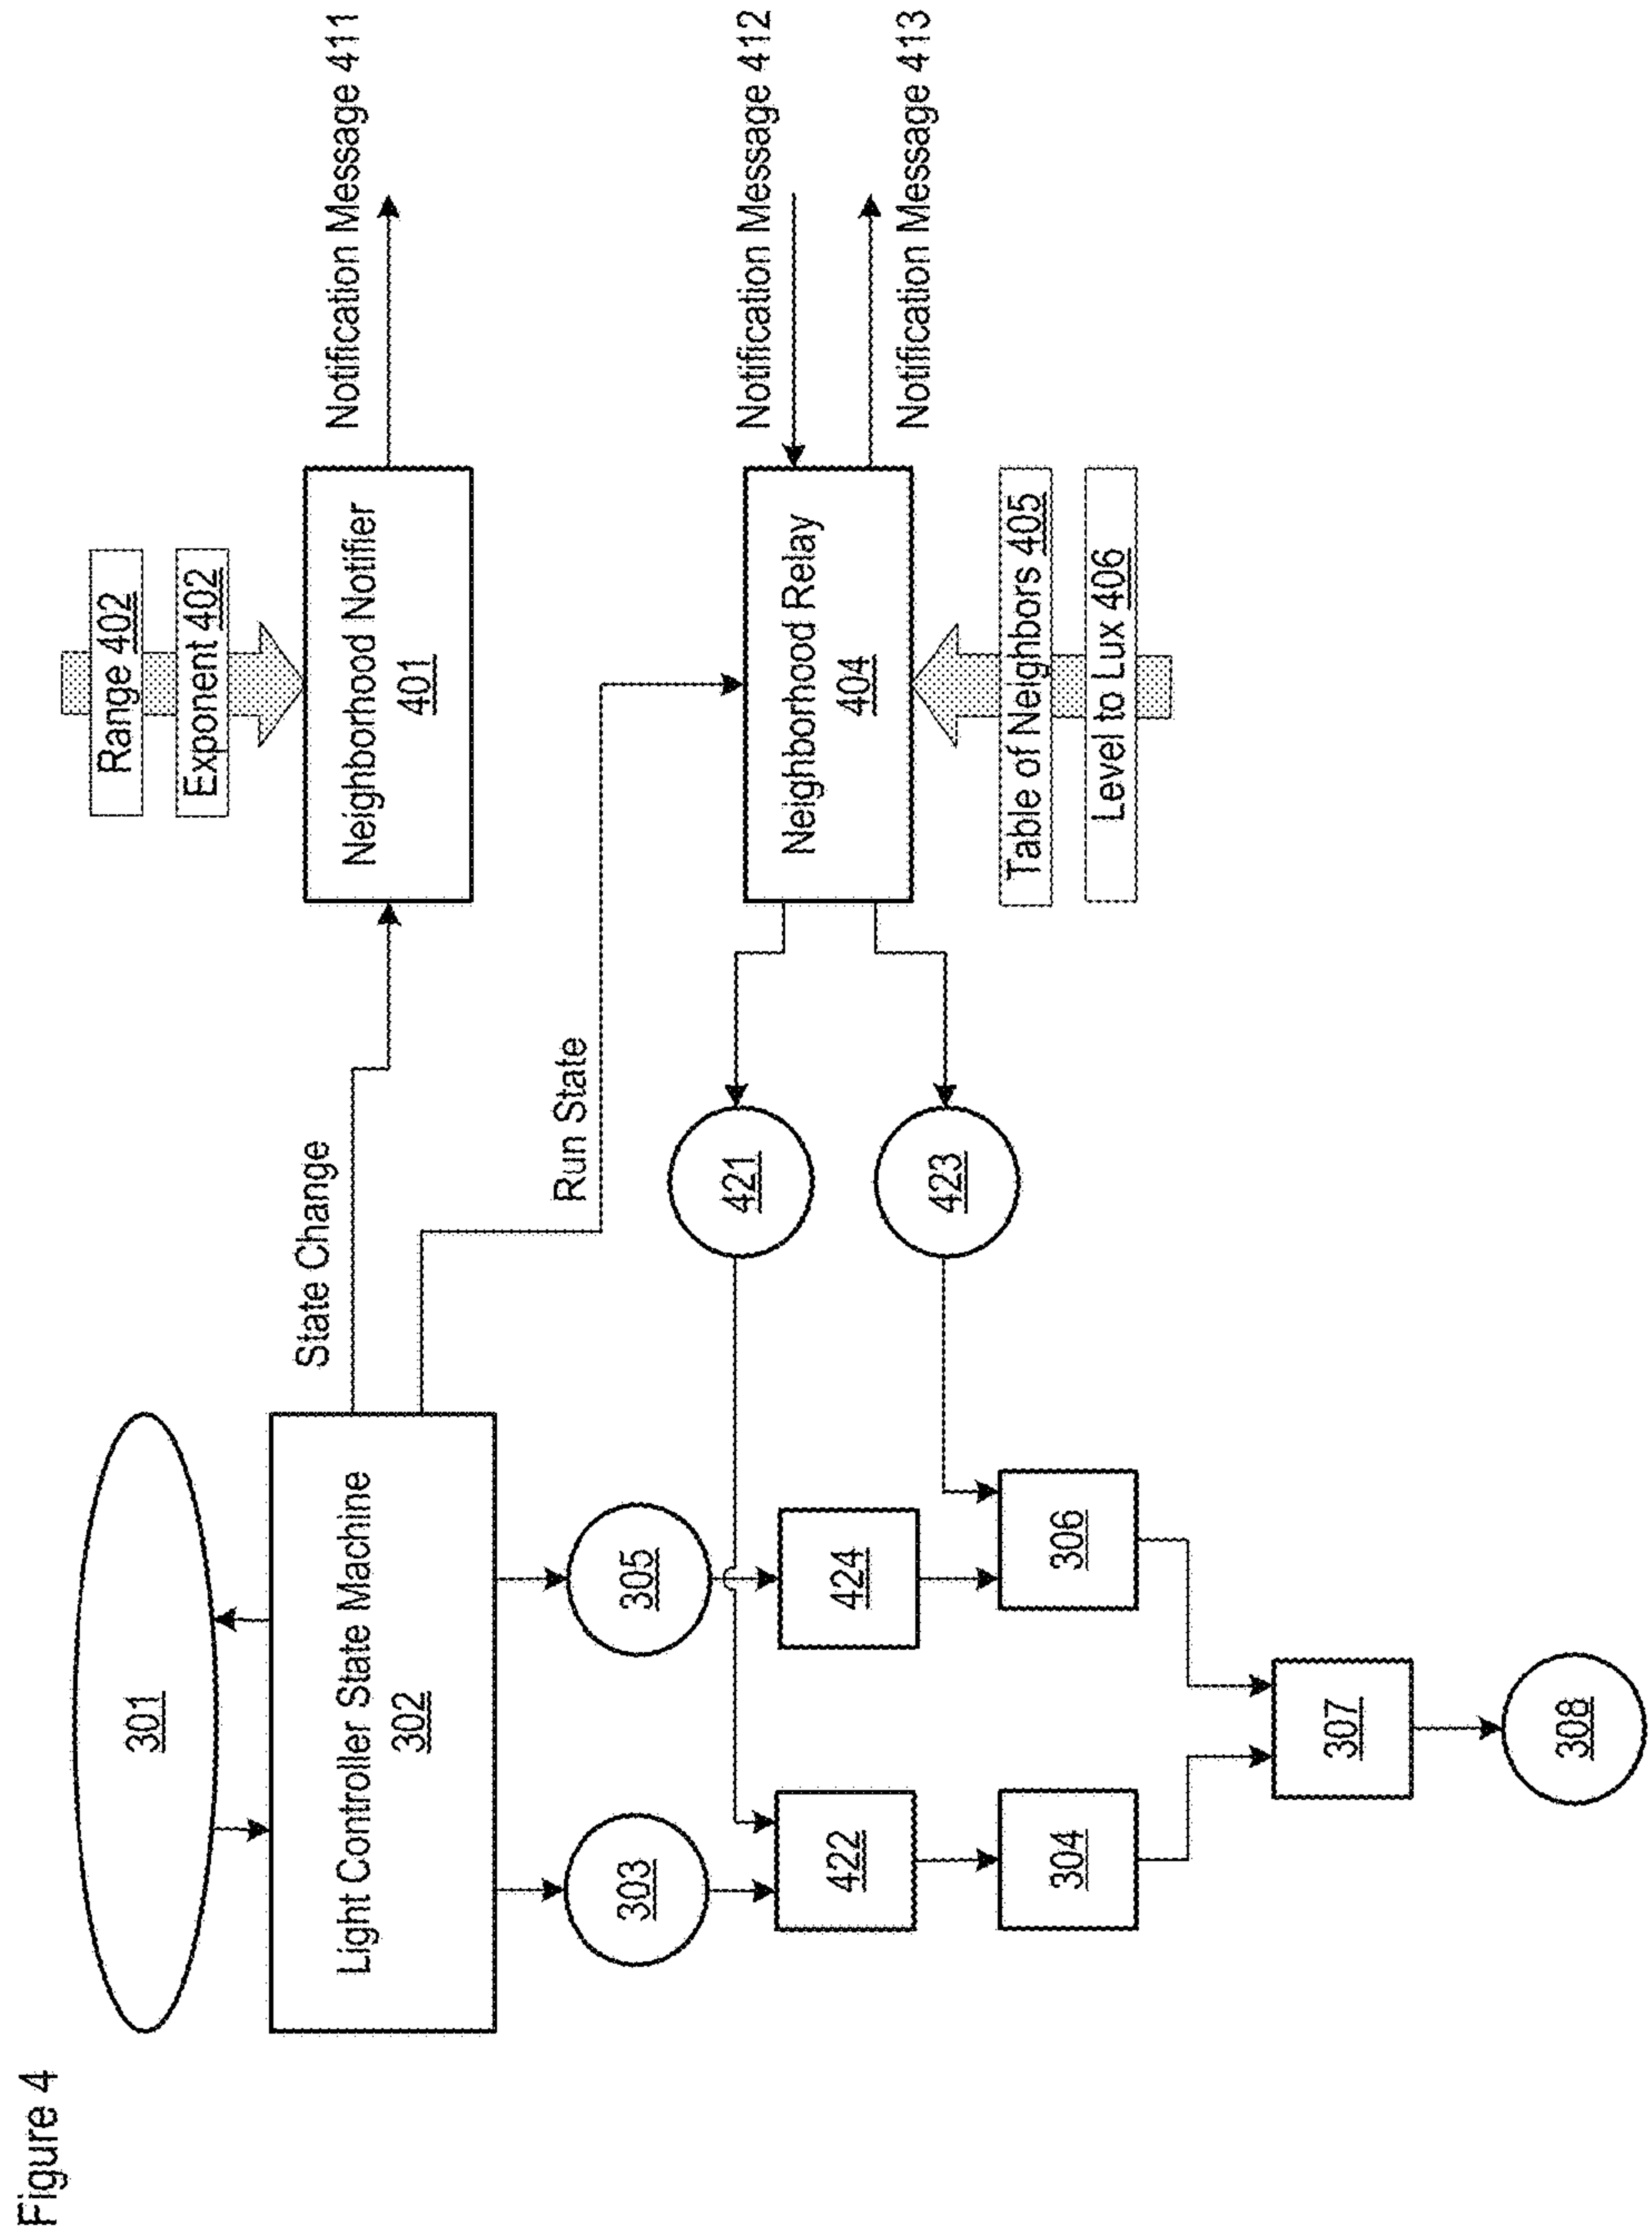 Figure 4
301
Light Controller State Machine
302
State Change
Run State
Range 402
Exponent 402
Neighborhood Notifier
401
Notification Message 411
Notification Message 412
Notification Message 413
Neighborhood Relay
404
Table of Neighbors 405
Level to Lux 406
303
305
421
423
422
424
304
306
307
308